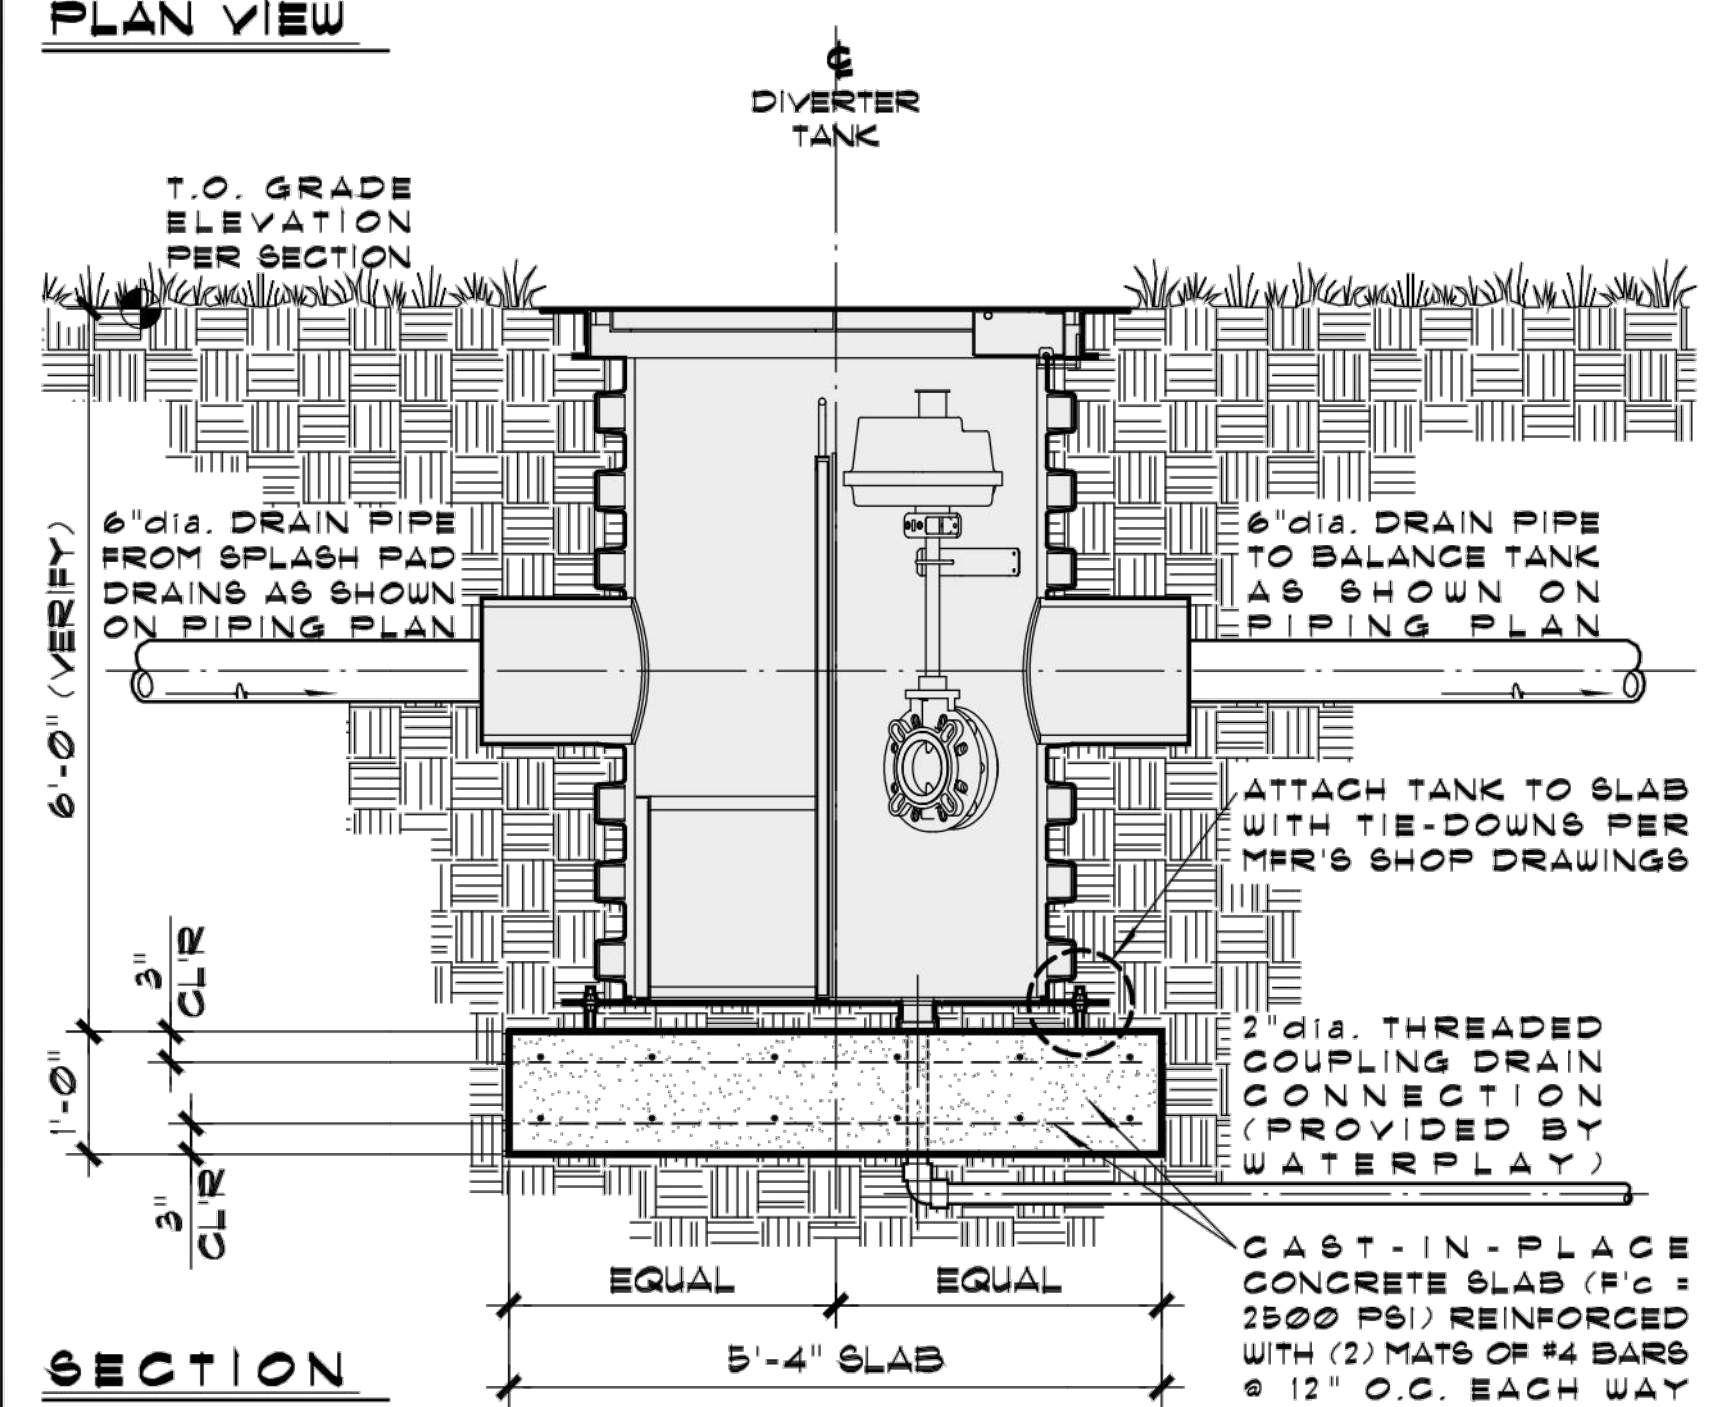 PLAN VIEW
℄
DIVERTER
TANK
T.O. GRADE
ELEVATION
PER SECTION
6'-0" (VERIFY)
6"dia. DRAIN PIPE
FROM SPLASH PAD
DRAINS AS SHOWN
ON PIPING PLAN
6"dia. DRAIN PIPE
TO BALANCE TANK
AS SHOWN ON
PIPING PLAN
ATTACH TANK TO SLAB
WITH TIE-DOWNS PER
MFR'S SHOP DRAWINGS
3"
CL'R
1'-0"
3"
CL'R
2"dia. THREADED
COUPLING DRAIN
CONNECTION
(PROVIDED BY
WATERPLAY)
CAST-IN-PLACE
CONCRETE SLAB (F'c =
2500 PSI) REINFORCED
WITH (2) MATS OF #4 BARS
@ 12" O.C. EACH WAY
EQUAL
EQUAL
5'-4" SLAB
SECTION